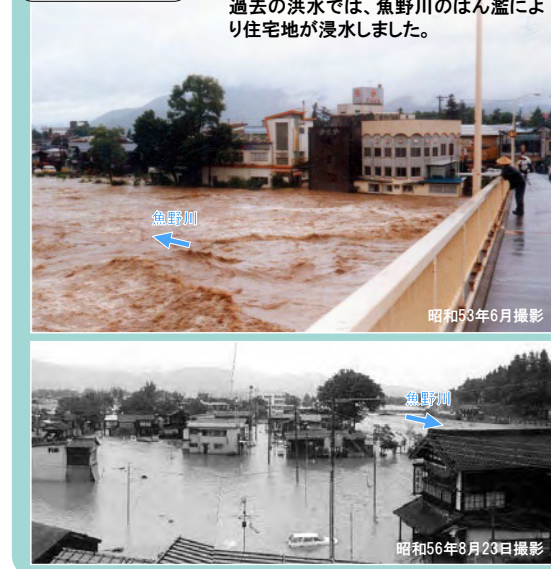 過去の洪水では、魚野川のはん濫によ
り住宅地が浸水しました。
魚野川
昭和53年6月撮影
魚野川
昭和56年8月23日撮影